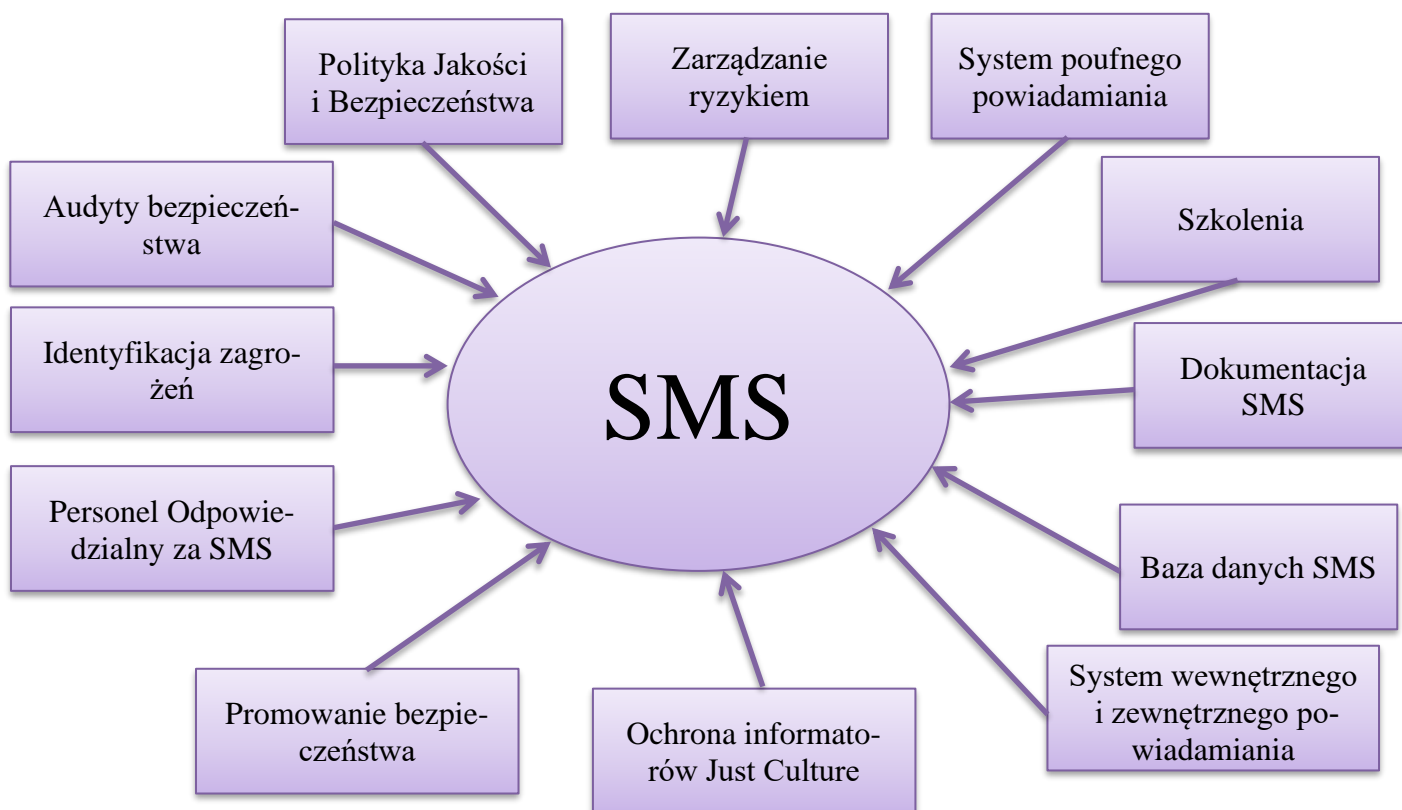 Polityka Jakości
i Bezpieczeństwa
Zarządzanie
ryzykiem
System poufnego
powiadamiania
Audyty bezpieczeń-
stwa
Szkolenia
Identyfikacja zagro-
żeń
SMS
Dokumentacja
SMS
Personel Odpowie-
dzialny za SMS
Baza danych SMS
Promowanie bezpie-
czeństwa
Ochrona informato-
rów Just Culture
System wewnętrznego
i zewnętrznego po-
wiadamiania